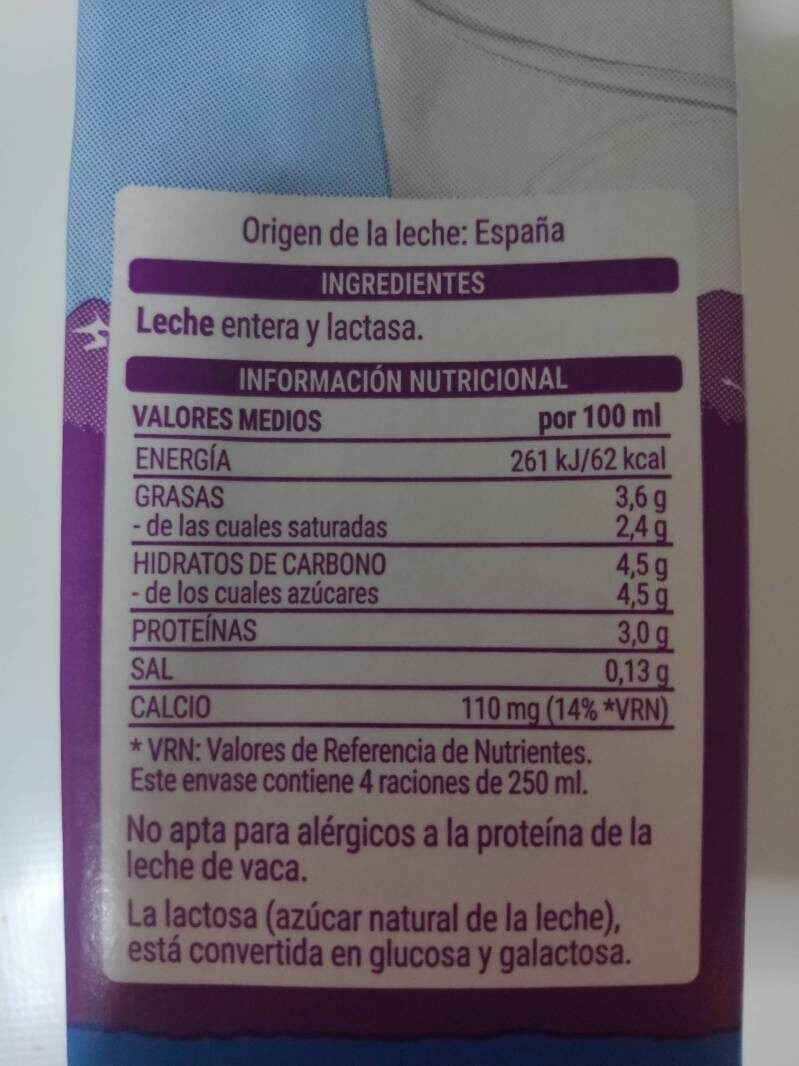 Origen de la leche: España
INGREDIENTES
Leche entera y lactasa.
INFORMACIÓN NUTRICIONAL
VALORES MEDIOS por 100 ml
ENERGÍA 261 kJ/62 kcal
GRASAS 3,6 g
- de las cuales saturadas 2,4 g
HIDRATOS DE CARBONO 4,5 g
- de los cuales azúcares 4,5 g
PROTEÍNAS 3,0 g
SAL 0,13 g
CALCIO 110 mg (14% *VRN)
* VRN: Valores de Referencia de Nutrientes.
Este envase contiene 4 raciones de 250 ml.
No apta para alérgicos a la proteína de la
leche de vaca.
La lactosa (azúcar natural de la leche),
está convertida en glucosa y galactosa.